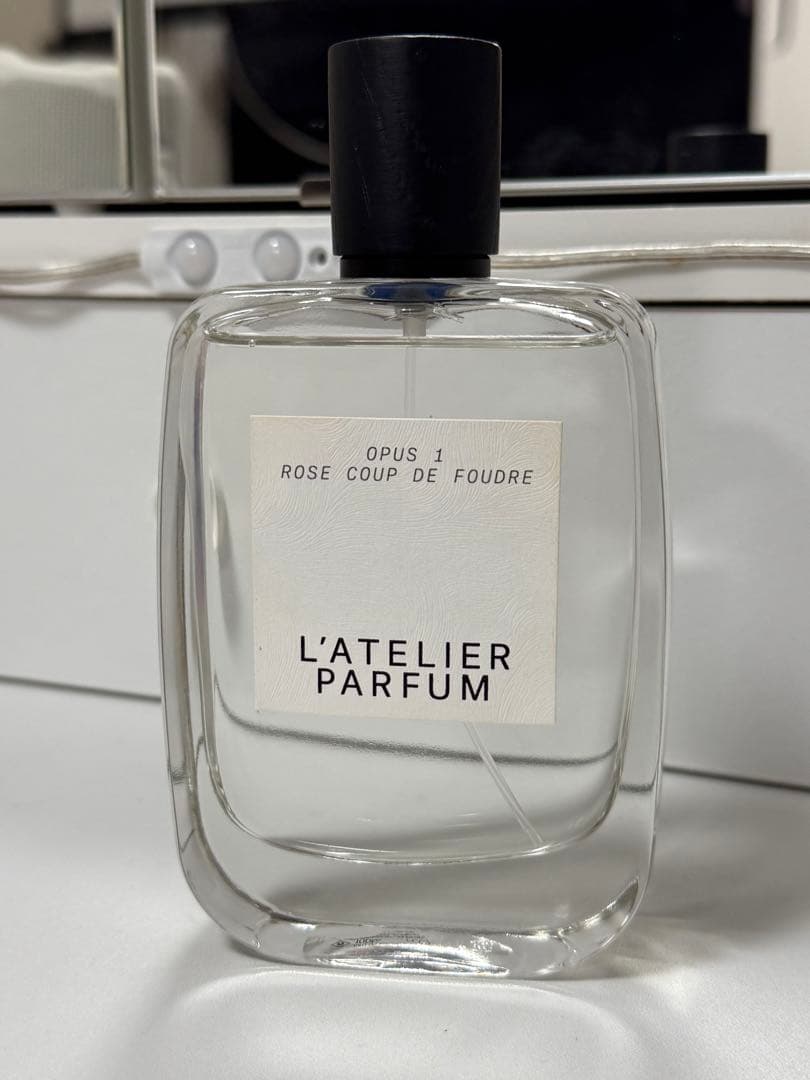 OPUS 1
ROSE COUP DE FOUDRE
L'ATELIER
PARFUM